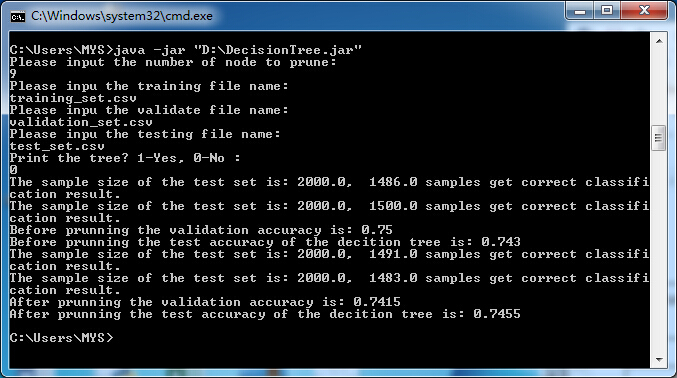 C:\Windows\system32\cmd.exe
C:\Users\MYS>java -jar "D:\DecisionTree.jar"
Please input the number of node to prune:
9
Please inpu the training file name:
training_set.csv
Please inpu the validate file name:
validation_set.csv
Please inpu the testing file name:
test_set.csv
Print the tree? 1-Yes, 0-No :
0
The sample size of the test set is: 2000.0,  1486.0 samples get correct classifi
cation result.
The sample size of the test set is: 2000.0,  1500.0 samples get correct classifi
cation result.
Before prunning the validation accuracy is: 0.75
Before prunning the test accuracy of the decition tree is: 0.743
The sample size of the test set is: 2000.0,  1491.0 samples get correct classifi
cation result.
The sample size of the test set is: 2000.0,  1483.0 samples get correct classifi
cation result.
After prunning the validation accuracy is: 0.7415
After prunning the test accuracy of the decition tree is: 0.7455
C:\Users\MYS>